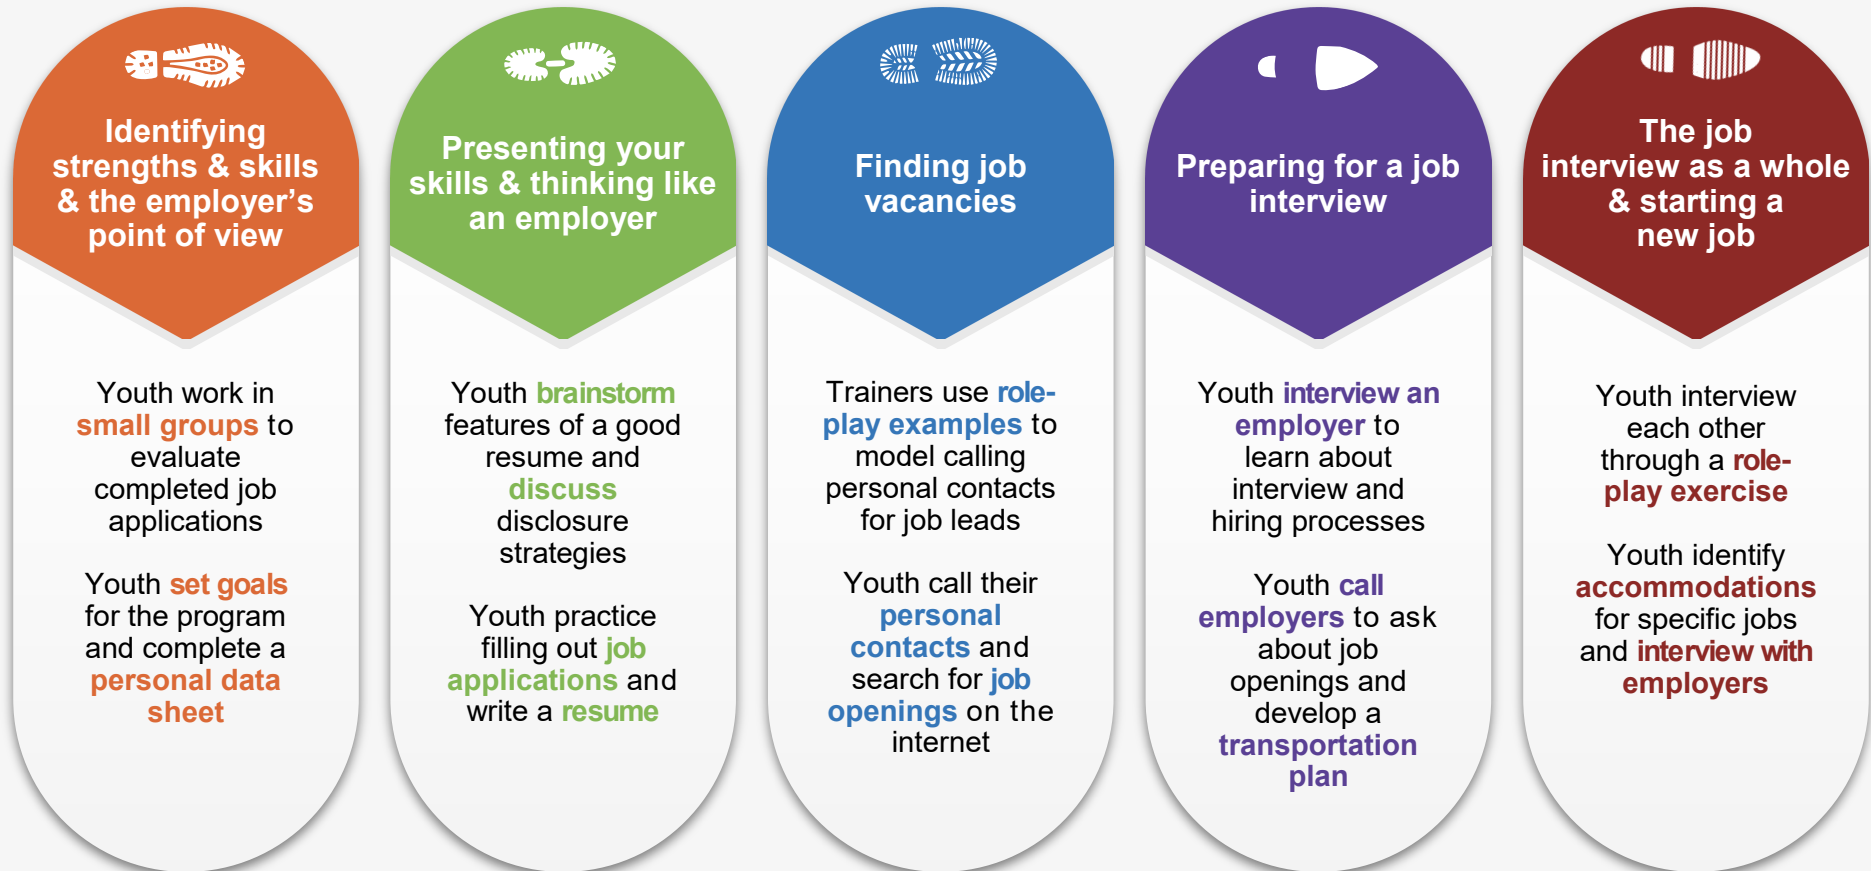 Identifying
strengths & skills
& the employer’s
point of view
Youth work in
small groups to
evaluate
completed job
applications
Youth set goals
for the program
and complete a
personal data
sheet
Presenting your
skills & thinking like
an employer
Youth brainstorm
features of a good
resume and
discuss
disclosure
strategies
Youth practice
filling out job
applications and
write a resume
Finding job
vacancies
Trainers use role-
play examples to
model calling
personal contacts
for job leads
Youth call their
personal
contacts and
search for job
openings on the
internet
Preparing for a job
interview
Youth interview an
employer to
learn about
interview and
hiring processes
Youth call
employers to ask
about job
openings and
develop a
transportation
plan
The job
interview as a whole
& starting a
new job
Youth interview
each other
through a role-
play exercise
Youth identify
accommodations
for specific jobs
and interview with
employers